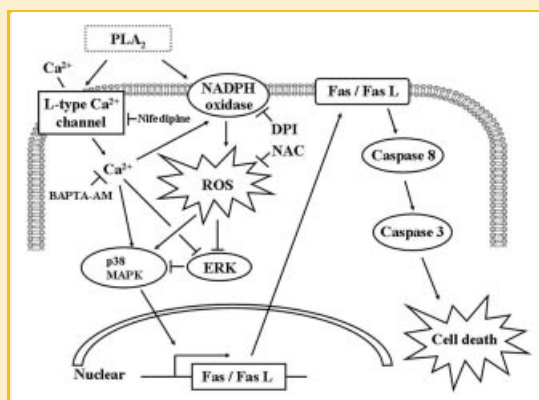 PLA₂
Ca²⁺
NADPH
oxidase
Fas / Fas L
L-type Ca²⁺
channel
Nifedipine
DPI
NAC
Caspase 8
Ca²⁺
ROS
BAPTA-AM
Caspase 3
p38
MAPK
ERK
Cell death
Nuclear
Fas / Fas L